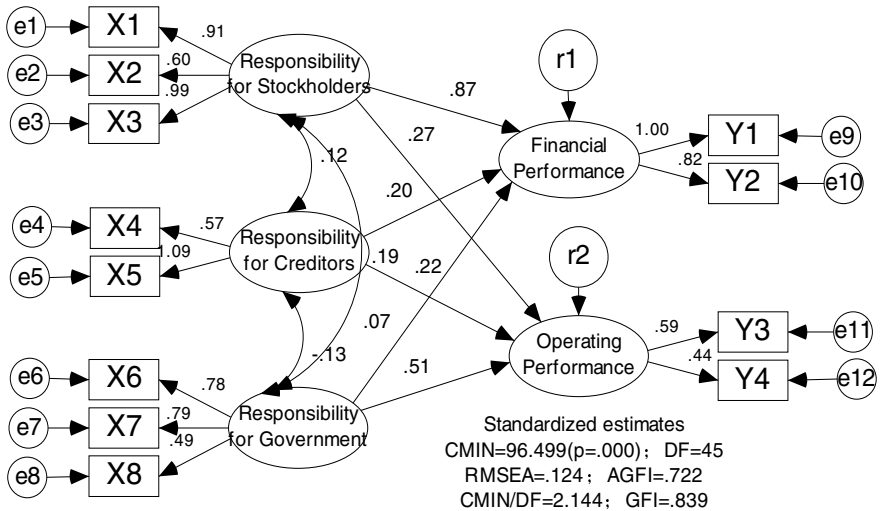 e1
X1
.91
e2
X2
.60
e3
X3
.99
Responsibility
for Stockholders
r1
.87
.27
Financial
Performance
1.00
Y1
e9
.82
Y2
e10
.12
.20
e4
X4
.57
e5
X5
1.09
Responsibility
for Creditors
.19
.22
r2
.07
-.13
.51
Operating
Performance
.59
Y3
e11
.44
Y4
e12
e6
X6
.78
e7
X7
.79
e8
X8
.49
Responsibility
for Government
Standardized estimates
CMIN=96.499(p=.000); DF=45
RMSEA=.124; AGFI=.722
CMIN/DF=2.144; GFI=.839